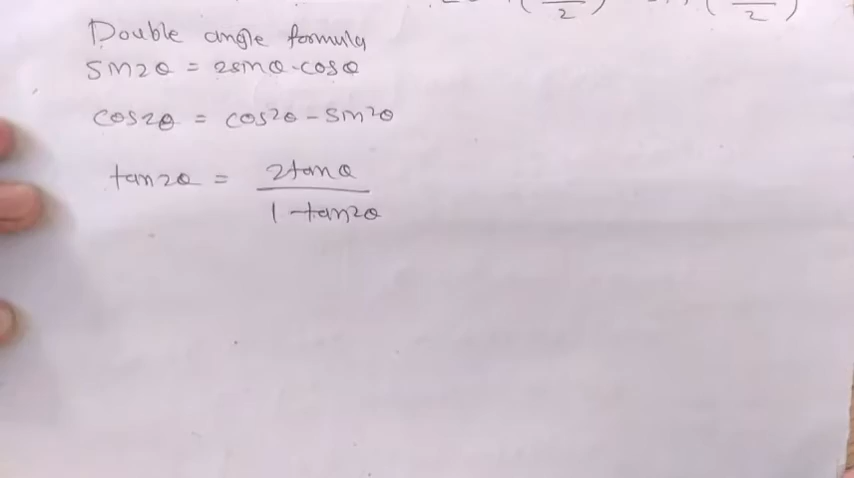 Double angle formula
sin2θ = 2sinθ·cosθ
cos2θ = cos²θ - sin²θ
tan2θ = 2tanθ
1 - tan2θ